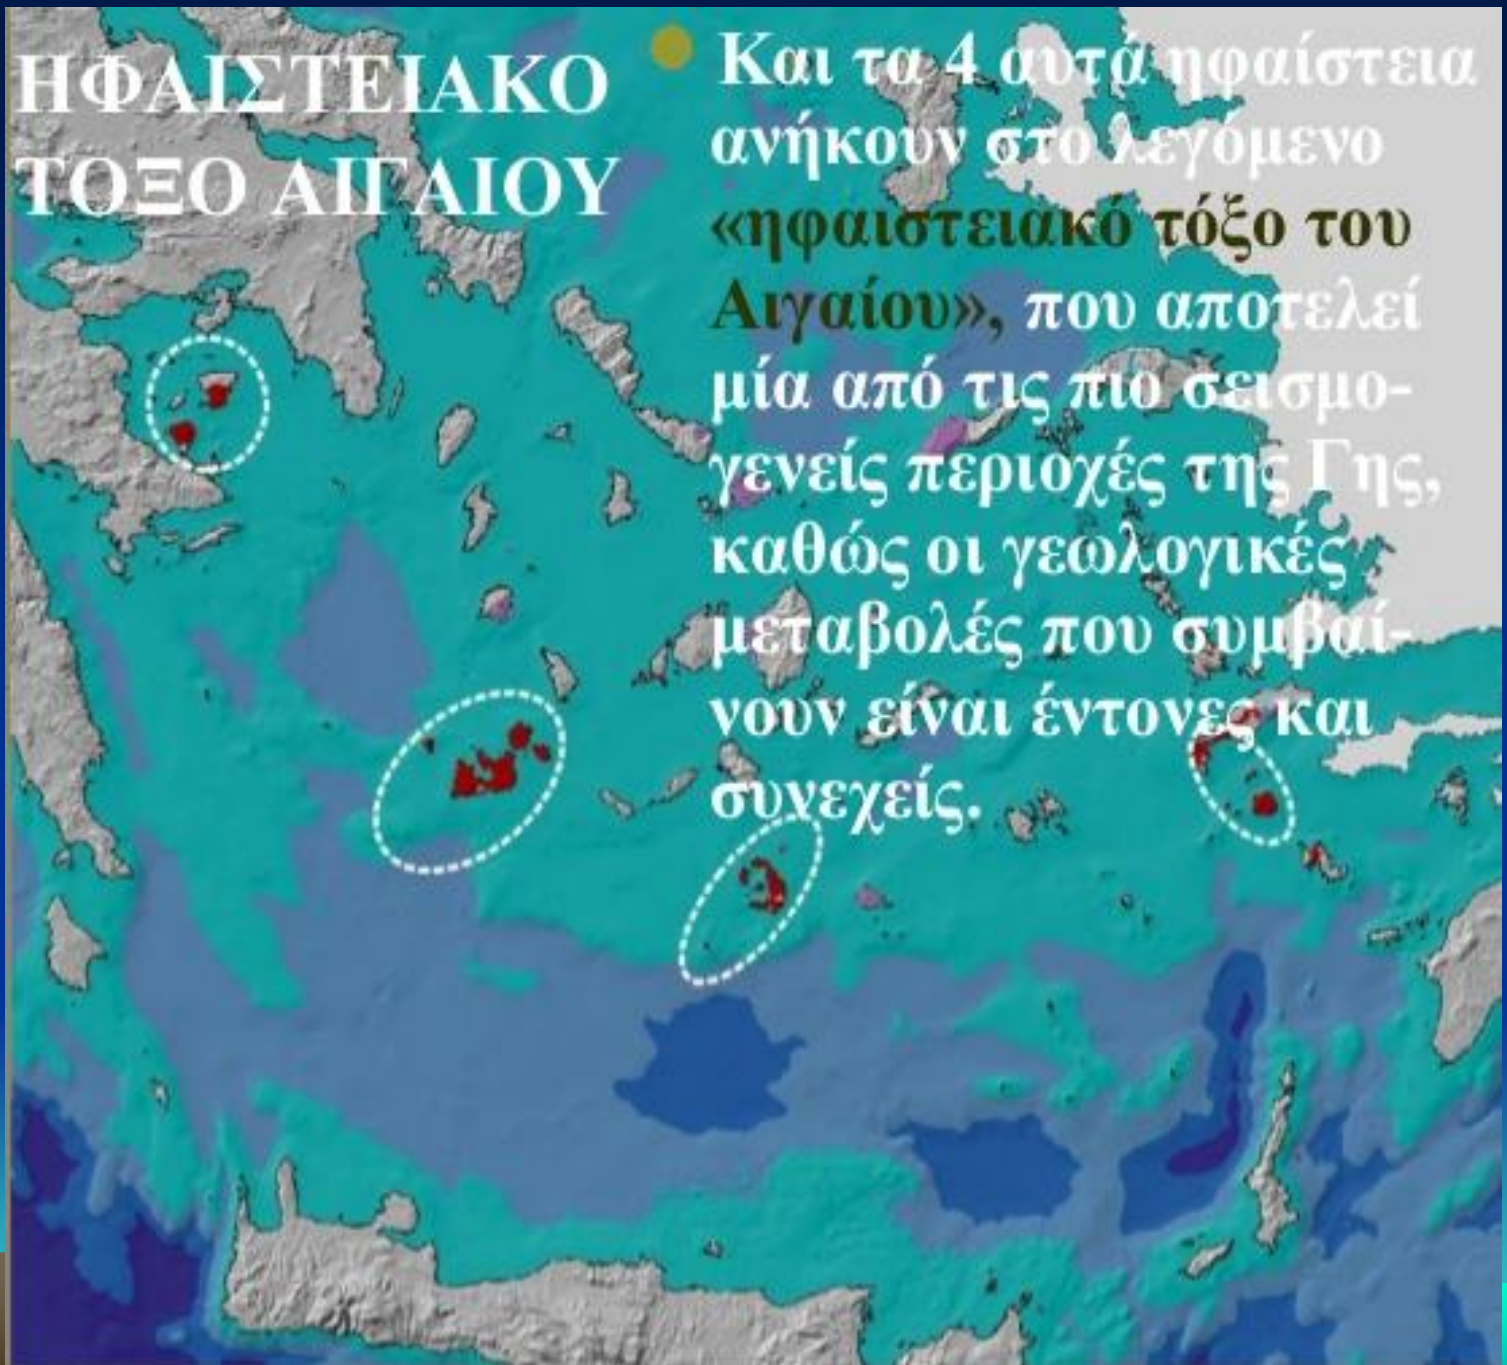 ΗΦΑΙΣΤΕΙΑΚΟ
ΤΟΞΟ ΑΙΓΑΙΟΥ
Και τα 4 αυτά ηφαίστεια
ανήκουν στο λεγόμενο
«ηφαιστειακό τόξο του
Αιγαίου», που αποτελεί
μία από τις πιο σεισμο-
γενείς περιοχές της Γης,
καθώς οι γεωλογικές
μεταβολές που συμβαί-
νουν είναι έντονες και
συνεχείς.